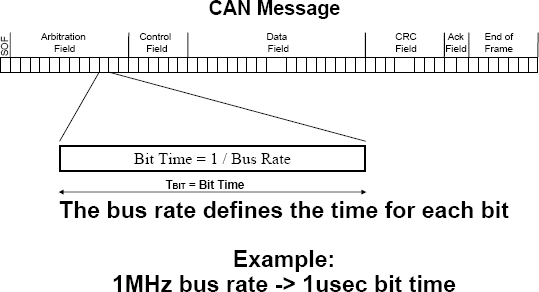 CAN Message
SOF
Arbitration
Field
Control
Field
Data
Field
CRC
Field
Ack
Field
End of
Frame
Bit Time = 1 / Bus Rate
TBIT = Bit Time
The bus rate defines the time for each bit
Example:
1MHz bus rate -> 1usec bit time